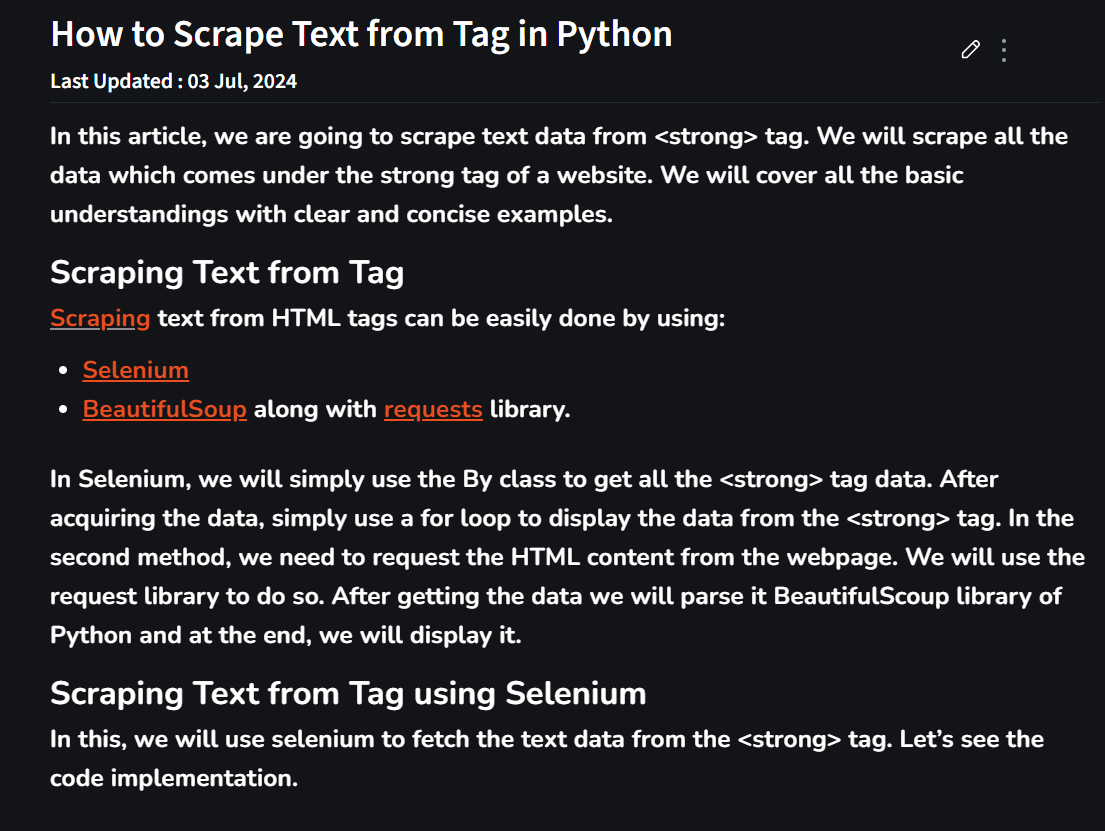 How to Scrape Text from Tag in Python
Last Updated : 03 Jul, 2024
In this article, we are going to scrape text data from <strong> tag. We will scrape all the
data which comes under the strong tag of a website. We will cover all the basic
understandings with clear and concise examples.
Scraping Text from Tag
Scraping text from HTML tags can be easily done by using:
• Selenium
• BeautifulSoup along with requests library.
In Selenium, we will simply use the By class to get all the <strong> tag data. After
acquiring the data, simply use a for loop to display the data from the <strong> tag. In the
second method, we need to request the HTML content from the webpage. We will use the
request library to do so. After getting the data we will parse it BeautifulScoup library of
Python and at the end, we will display it.
Scraping Text from Tag using Selenium
In this, we will use selenium to fetch the text data from the <strong> tag. Let’s see the
code implementation.